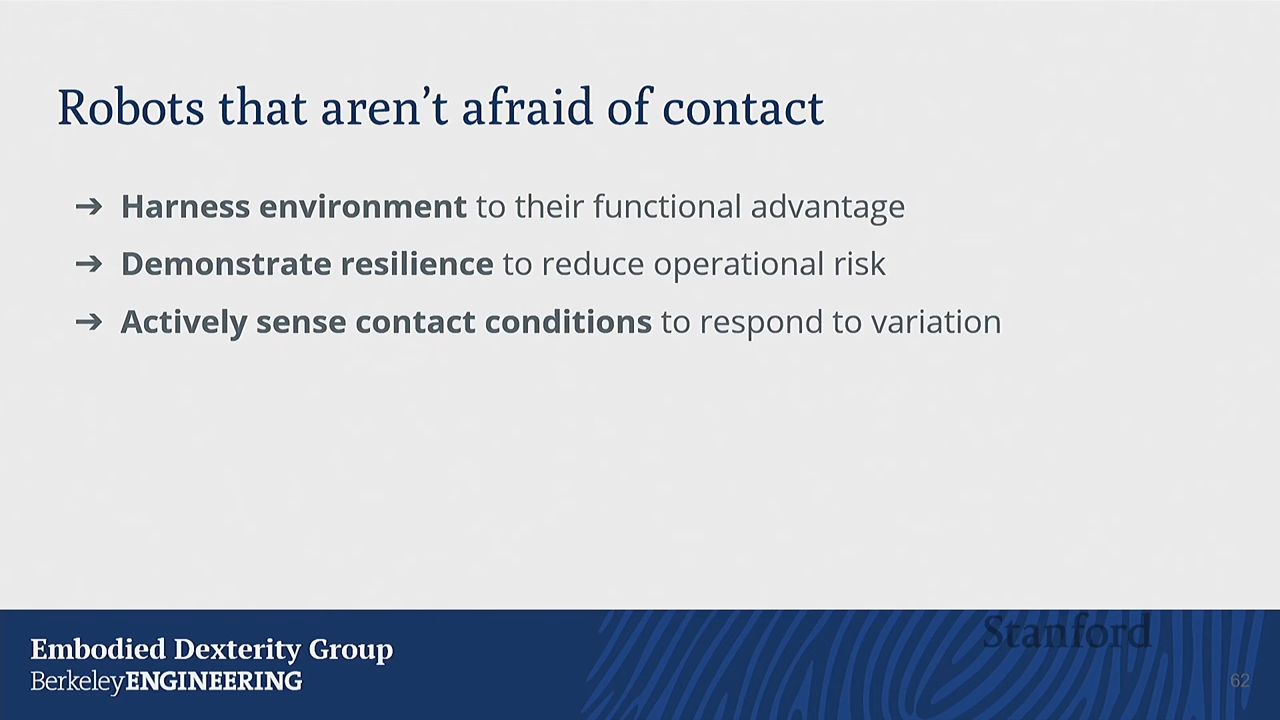 Robots that aren’t afraid of contact
➔ Harness environment to their functional advantage
➔ Demonstrate resilience to reduce operational risk
➔ Actively sense contact conditions to respond to variation
Stanford
Embodied Dexterity Group
BerkeleyENGINEERING
62